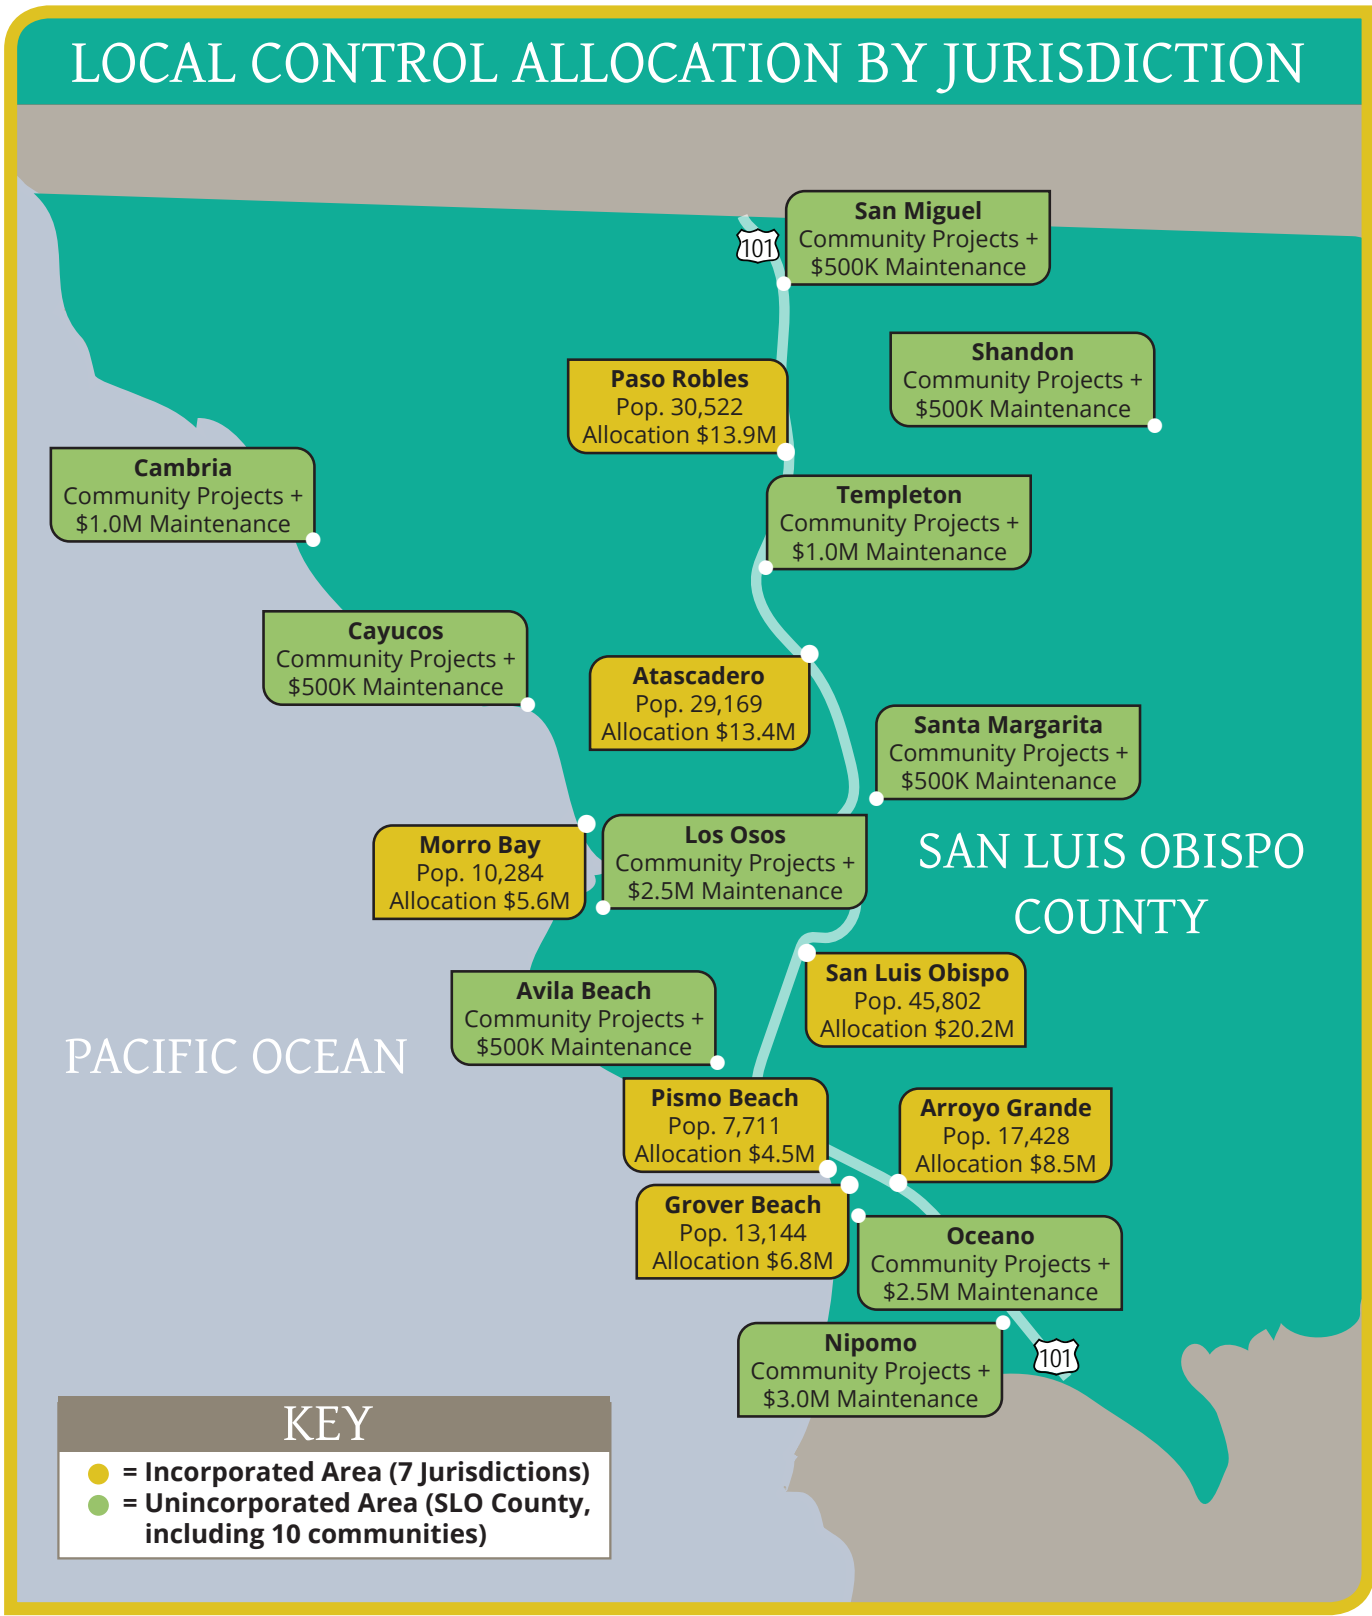 LOCAL CONTROL ALLOCATION BY JURISDICTION
San Miguel
Community Projects +
$500K Maintenance
101
Shandon
Community Projects +
$500K Maintenance
Paso Robles
Pop. 30,522
Allocation $13.9M
Cambria
Community Projects +
$1.0M Maintenance
Templeton
Community Projects +
$1.0M Maintenance
Cayucos
Community Projects +
$500K Maintenance
Atascadero
Pop. 29,169
Allocation $13.4M
Santa Margarita
Community Projects +
$500K Maintenance
Morro Bay
Pop. 10,284
Allocation $5.6M
Los Osos
Community Projects +
$2.5M Maintenance
SAN LUIS OBISPO
COUNTY
San Luis Obispo
Pop. 45,802
Allocation $20.2M
Avila Beach
Community Projects +
$500K Maintenance
PACIFIC OCEAN
Pismo Beach
Pop. 7,711
Allocation $4.5M
Arroyo Grande
Pop. 17,428
Allocation $8.5M
Grover Beach
Pop. 13,144
Allocation $6.8M
Oceano
Community Projects +
$2.5M Maintenance
Nipomo
Community Projects +
$3.0M Maintenance
101
KEY
= Incorporated Area (7 Jurisdictions)
= Unincorporated Area (SLO County,
including 10 communities)